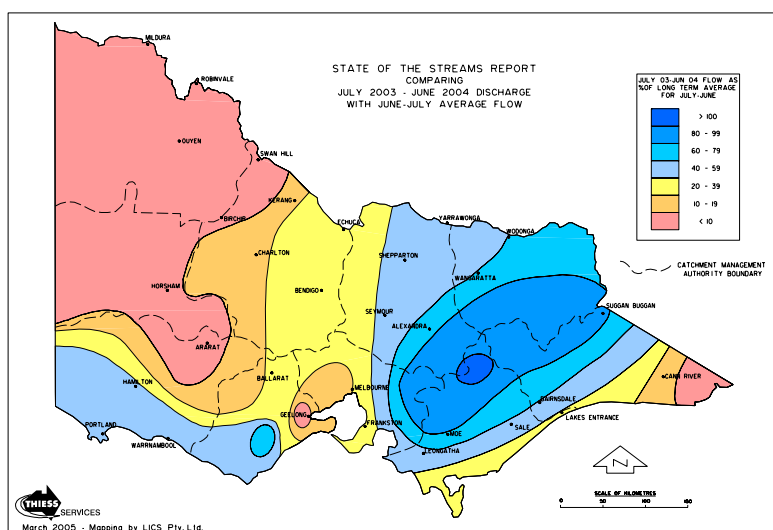 STATE OF THE STREAMS REPORT
COMPARING
JULY 2003 - JUNE 2004 DISCHARGE
WITH JUNE-JULY AVERAGE FLOW
JULY 03-JUN 04 FLOW AS
%OF LONG TERM AVERAGE
FOR JULY-JUNE
> 100
80 - 99
60 - 79
40 - 59
20 - 39
10 - 19
< 10
CATCHMENT MANAGEMENT
AUTHORITY BOUNDARY
MILDURA
ROBINVALE
OUYEN
SWAN HILL
KERANG
BIRCHIP
ECHUCA
YARRAWONGA
WODONGA
CHARLTON
SHEPPARTON
WANGARATTA
HORSHAM
BENDIGO
SUGGAN BUGGAN
SEYMOUR
ALEXANDRA
ARARAT
BALLARAT
CANN RIVER
HAMILTON
MELBOURNE
BAIRNSDALE
GEELONG
LAKES ENTRANCE
PORTLAND
FRANKSTON
SALE
MOE
WARRNAMBOOL
LEONGATHA
N
SCALE OF KILOMETRES
0 50 100 150
THIESS
SERVICES
March 2005 - Mapping by LICS Pty. Ltd.